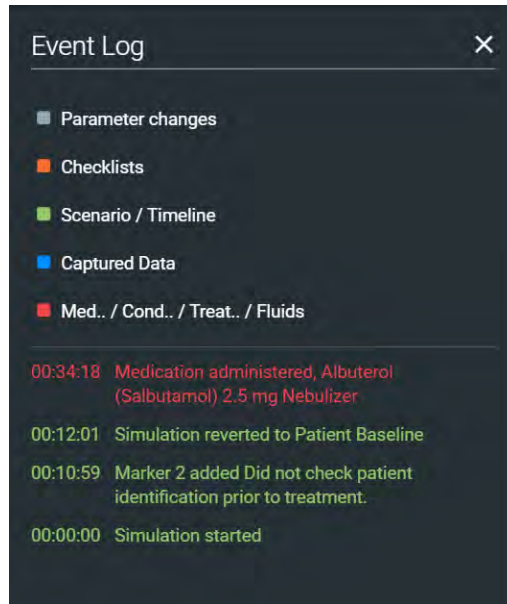 Event Log
Parameter changes
Checklists
Scenario / Timeline
Captured Data
Med.. / Cond.. / Treat.. / Fluids
00:34:18 Medication administered, Albuterol
(Salbutamol) 2.5 mg Nebulizer
00:12:01 Simulation reverted to Patient Baseline
00:10:59 Marker 2 added Did not check patient
identification prior to treatment.
00:00:00 Simulation started